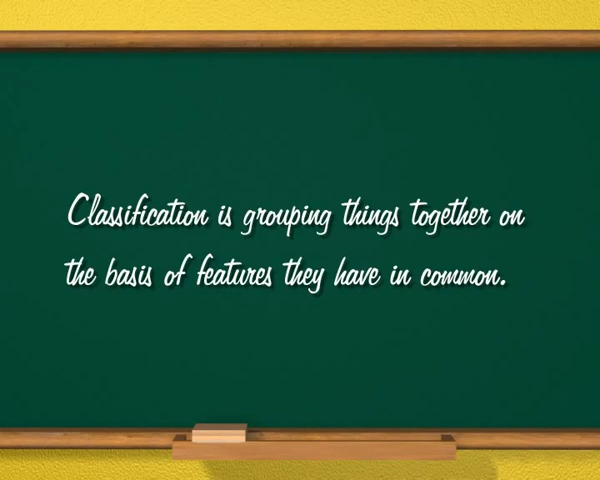 Classification is grouping things together on
the basis of features they have in common.